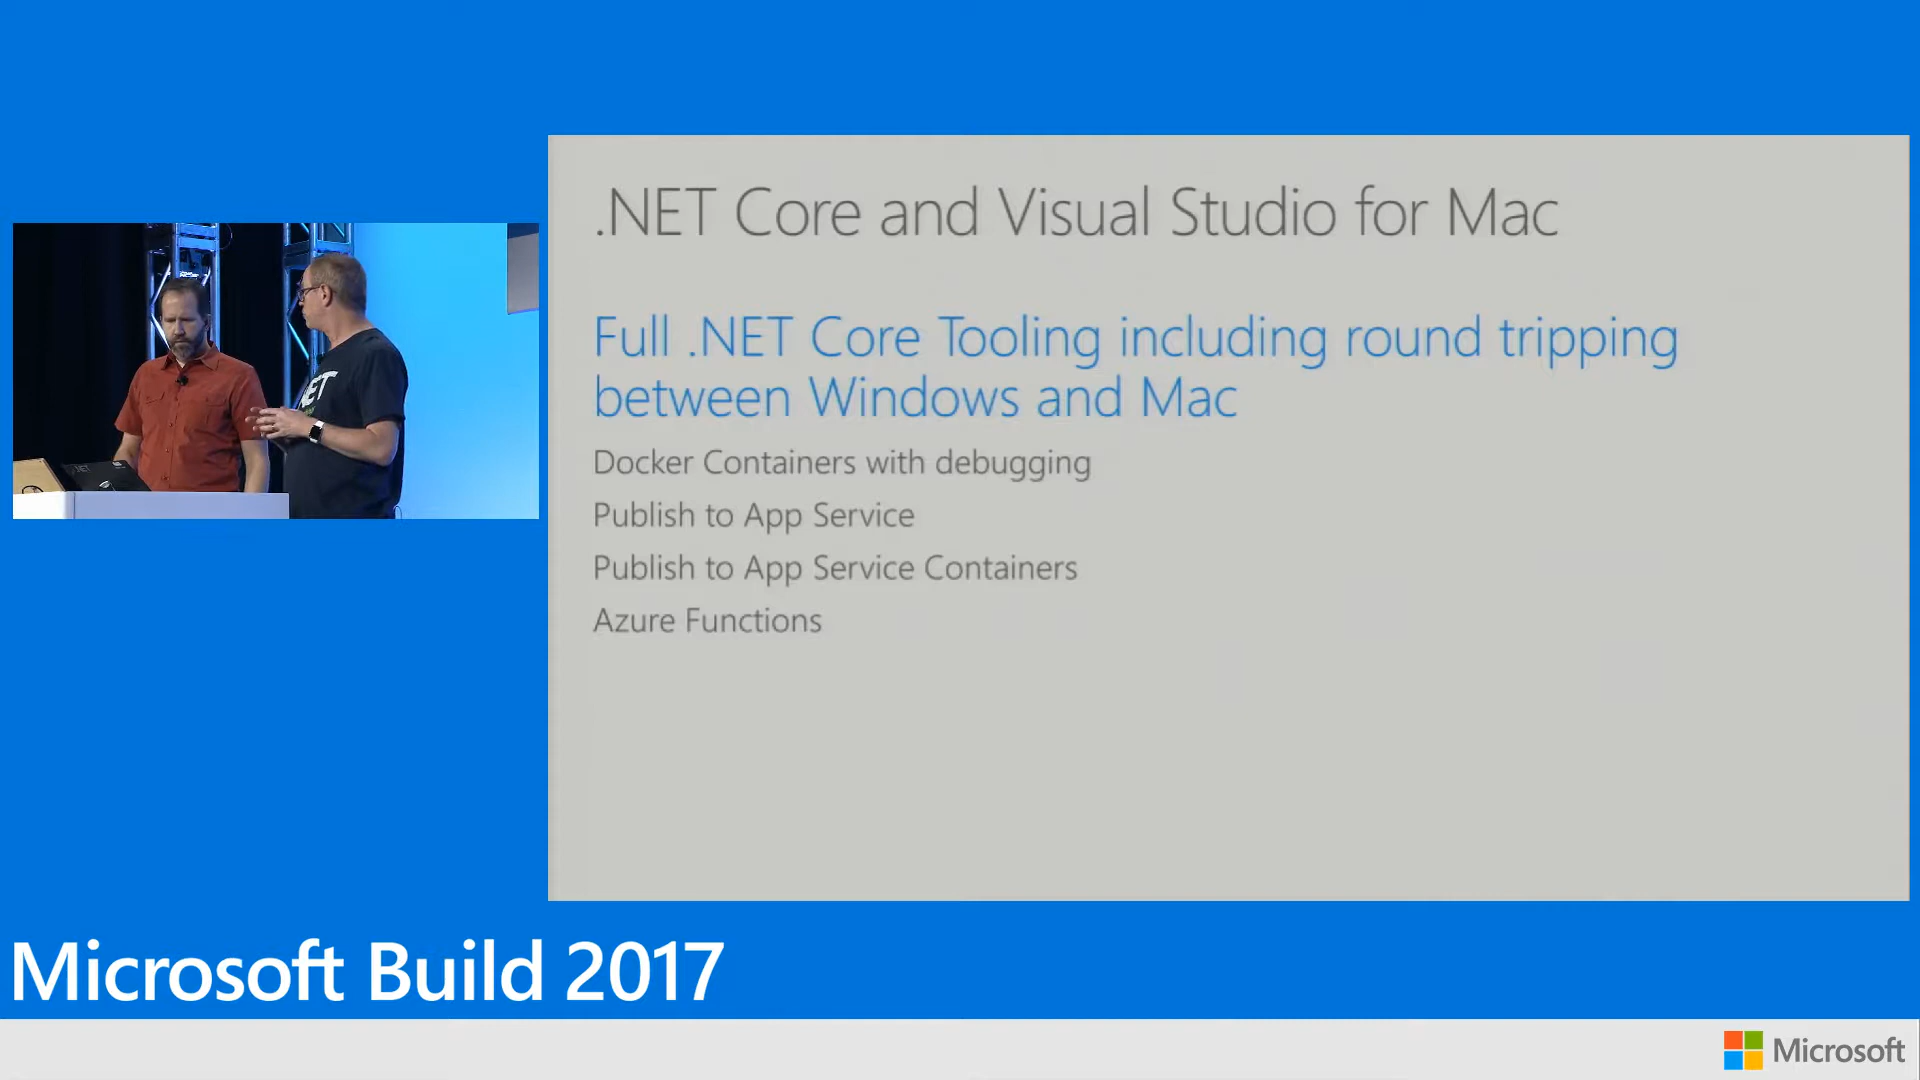 .NET Core and Visual Studio for Mac
Full .NET Core Tooling including round tripping
between Windows and Mac
Docker Containers with debugging
Publish to App Service
Publish to App Service Containers
Azure Functions
Microsoft Build 2017
Microsoft